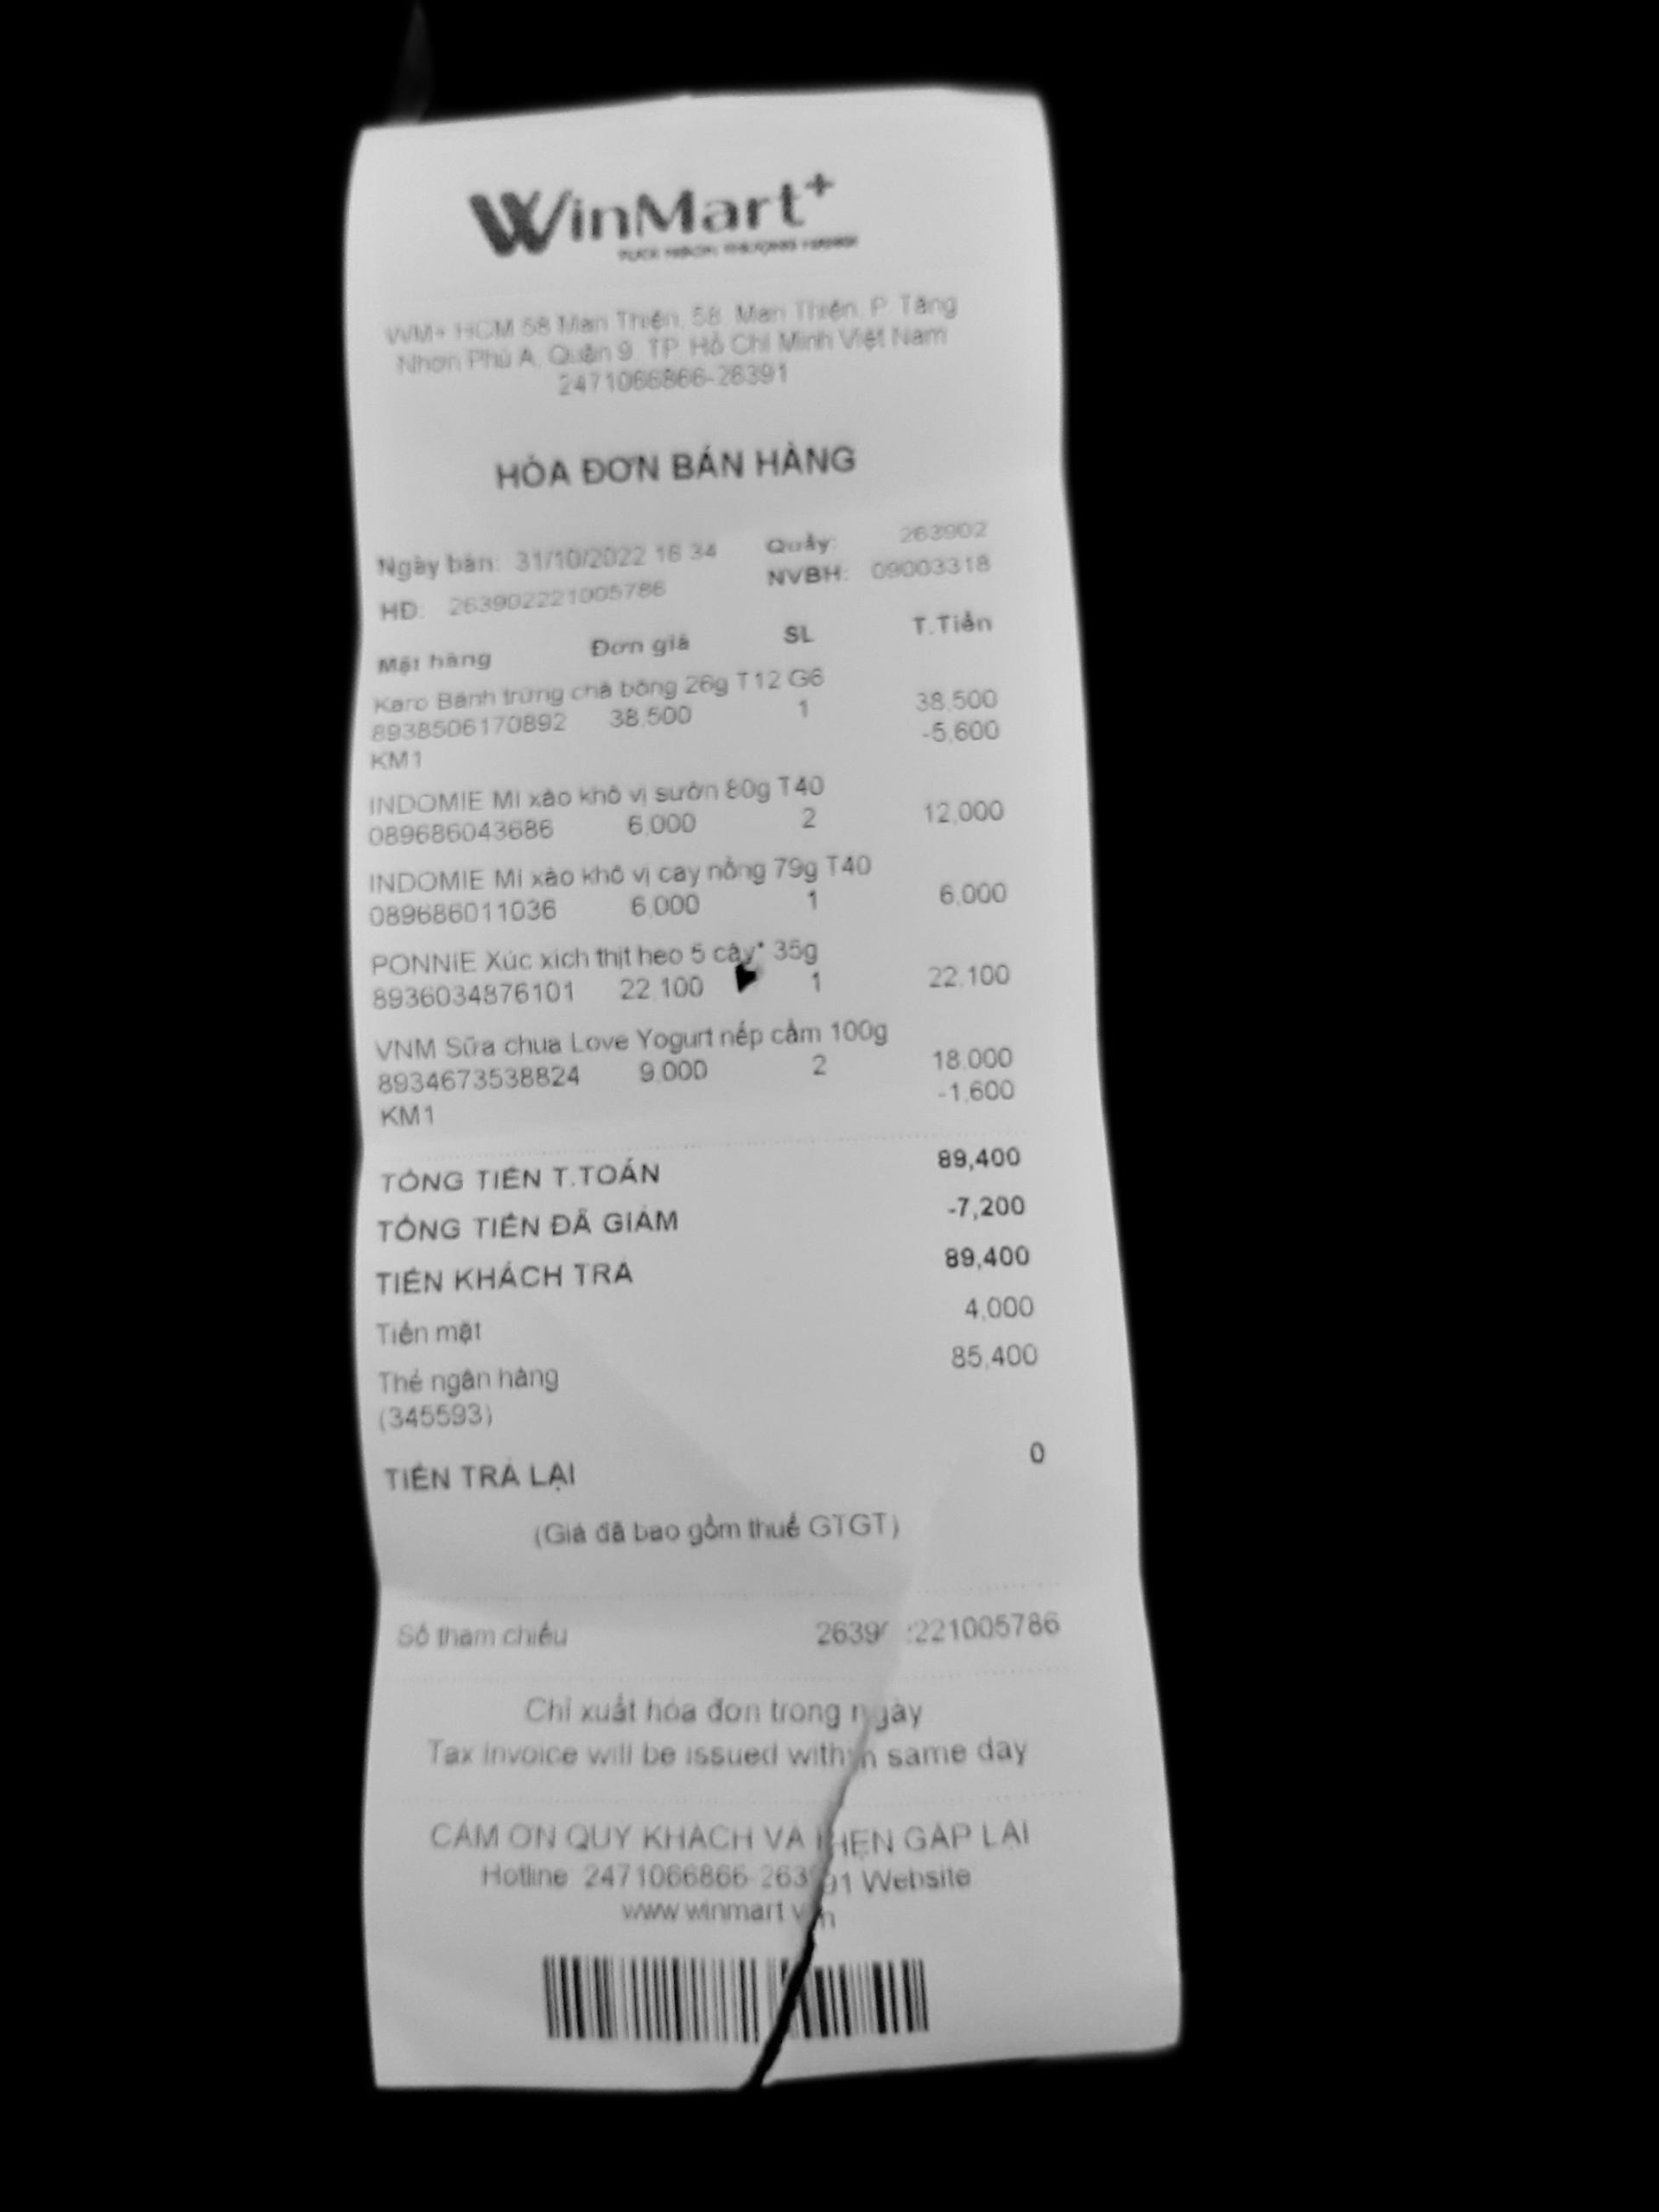 WinMart+
WM+ HCM 58 Man Thiện, 58, Man Thiện, P. Tăng
Nhơn Phú A, Quận 9, TP. Hồ Chí Minh Việt Nam
2471066866-26391
HÓA ĐƠN BÁN HÀNG
Ngày bán: 31/10/2022 16:34 Quầy: 263902
HĐ: 263902221005786 NVBH: 09003318
Mặt hàng Đơn giá SL T.Tiền
Karo Bánh trứng chà bông 26g T12 G6
8938506170892 38,500 1 38,500
KM1 -5,600
INDOMIE Mì xào khô vị sườn 80g T40
089686043686 6,000 2 12,000
INDOMIE Mì xào khô vị cay nồng 79g T40
089686011036 6,000 1 6,000
PONNIE Xúc xích thịt heo 5 cây* 35g
8936034876101 22,100 1 22,100
VNM Sữa chua Love Yogurt nếp cẩm 100g
8934673538824 9,000 2 18,000
KM1 -1,600
TỔNG TIỀN T.TOÁN 89,400
TỔNG TIỀN ĐÃ GIẢM -7,200
TIỀN KHÁCH TRẢ 89,400
Tiền mặt 4,000
Thẻ ngân hàng 85,400
(345593)
TIỀN TRẢ LẠI 0
(Giá đã bao gồm thuế GTGT)
Số tham chiếu 2639 221005786
Chỉ xuất hóa đơn trong ngày
Tax invoice will be issued within same day
CẢM ƠN QUÝ KHÁCH VÀ HẸN GẶP LẠI
Hotline: 2471066866-26391 Website:
www.winmart.vn